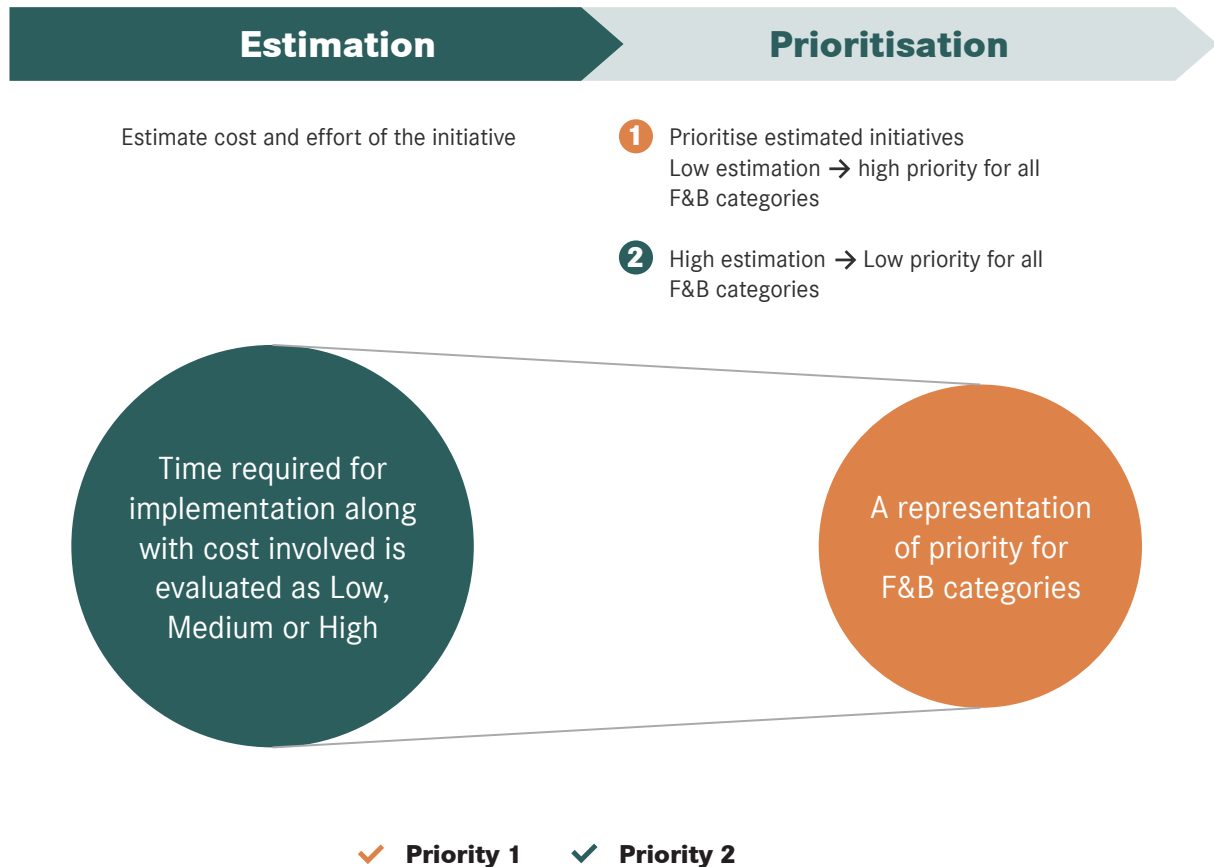 Estimation
Prioritisation
Estimate cost and effort of the initiative
1 Prioritise estimated initiatives
Low estimation → high priority for all
F&B categories
2 High estimation → Low priority for all
F&B categories
Time required for
implementation along
with cost involved is
evaluated as Low,
Medium or High
A representation
of priority for
F&B categories
✓ Priority 1 ✓ Priority 2